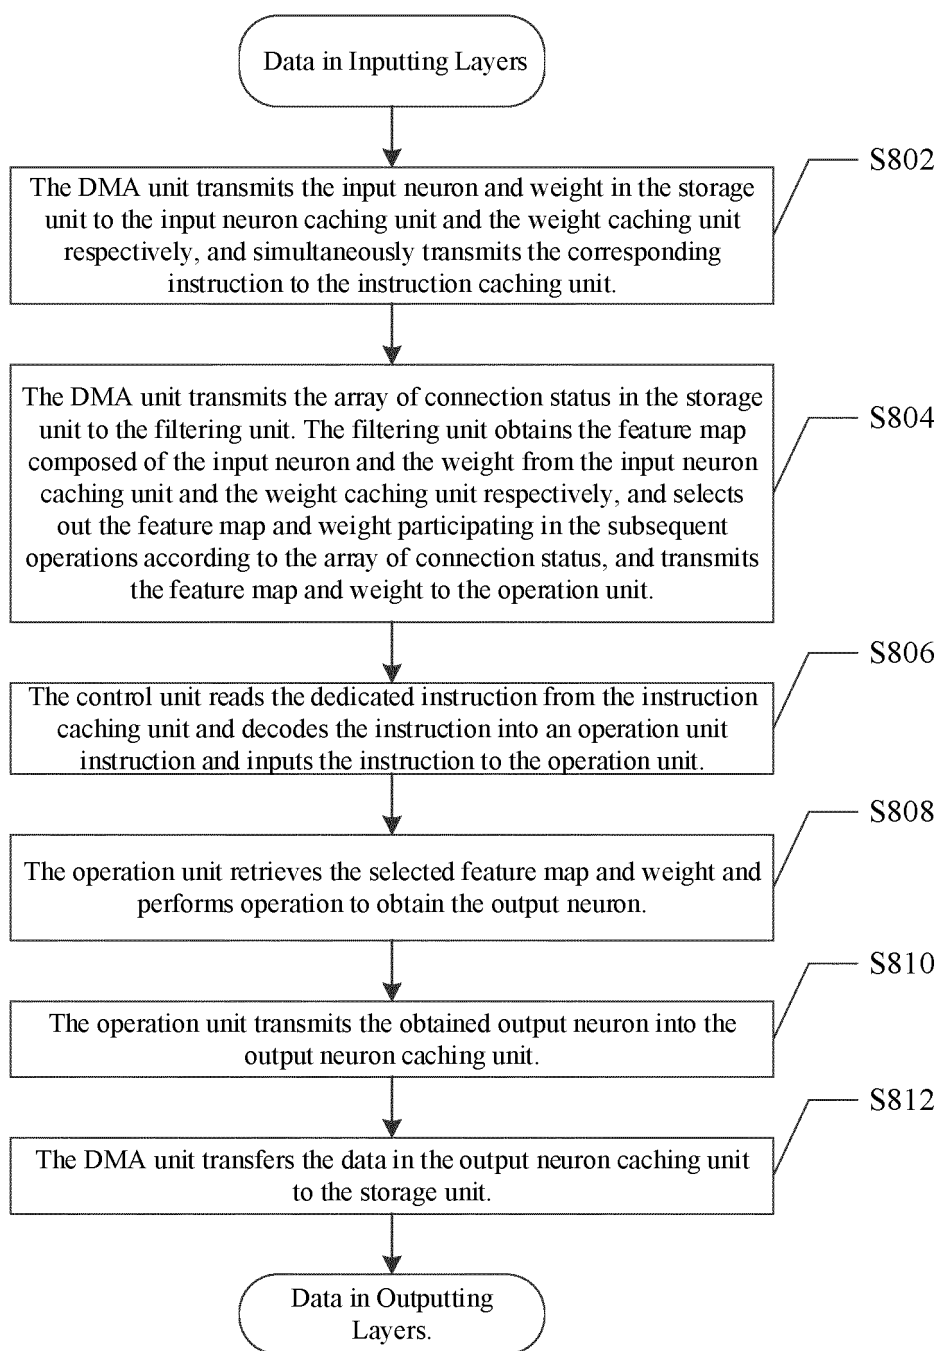 Data in Inputting Layers
S802
The DMA unit transmits the input neuron and weight in the storage
unit to the input neuron caching unit and the weight caching unit
respectively, and simultaneously transmits the corresponding
instruction to the instruction caching unit.
S804
The DMA unit transmits the array of connection status in the storage
unit to the filtering unit. The filtering unit obtains the feature map
composed of the input neuron and the weight from the input neuron
caching unit and the weight caching unit respectively, and selects
out the feature map and weight participating in the subsequent
operations according to the array of connection status, and transmits
the feature map and weight to the operation unit.
S806
The control unit reads the dedicated instruction from the instruction
caching unit and decodes the instruction into an operation unit
instruction and inputs the instruction to the operation unit.
S808
The operation unit retrieves the selected feature map and weight and
performs operation to obtain the output neuron.
S810
The operation unit transmits the obtained output neuron into the
output neuron caching unit.
S812
The DMA unit transfers the data in the output neuron caching unit
to the storage unit.
Data in Outputting
Layers.